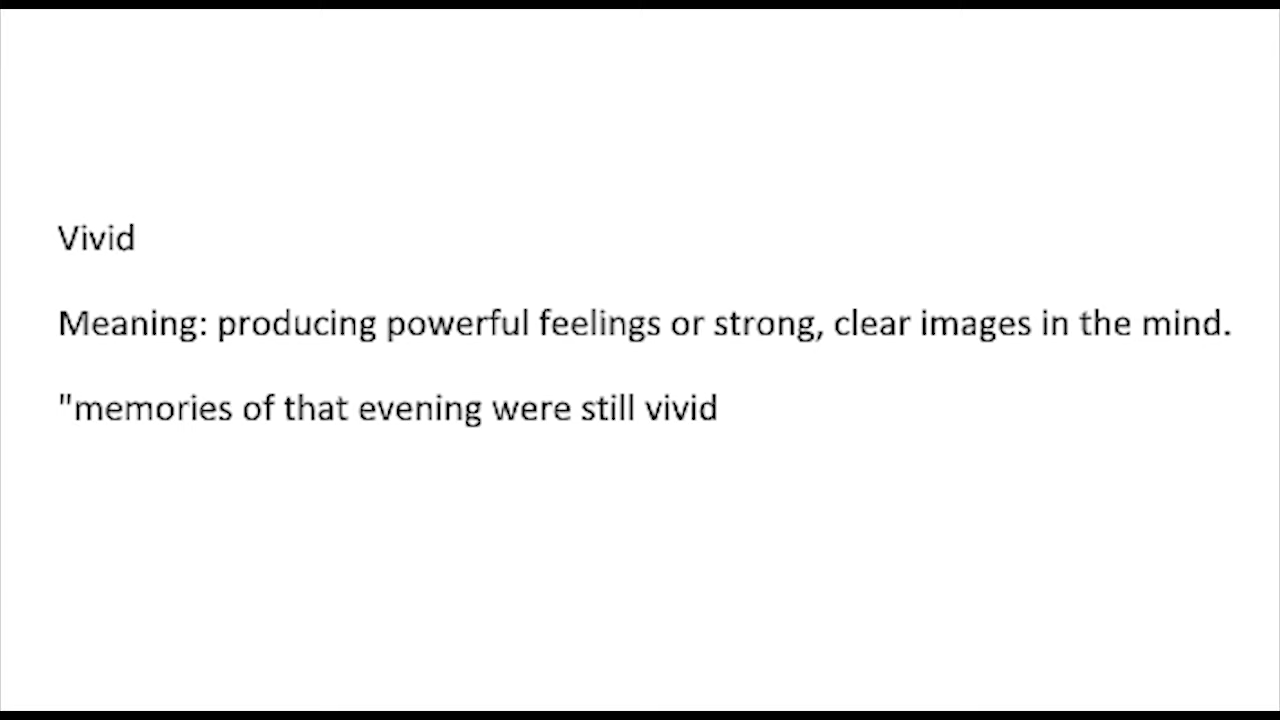 Vivid
Meaning: producing powerful feelings or strong, clear images in the mind.
"memories of that evening were still vivid